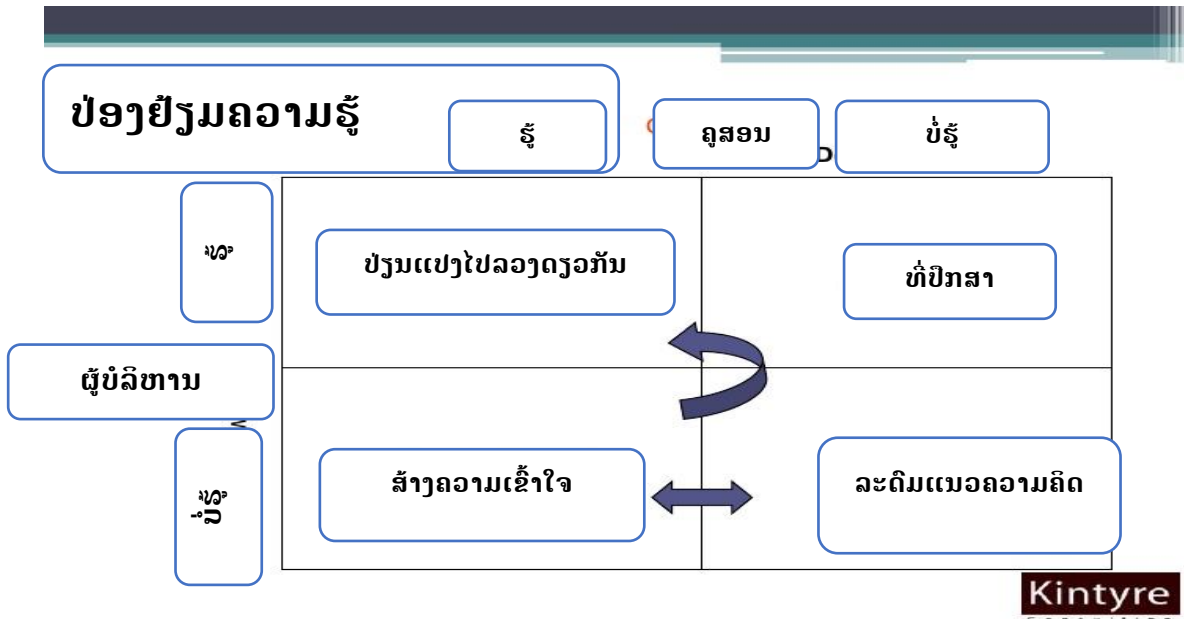 ປ່ອງຢ້ຽມຄວາມຮູ້
ຮູ້
ຄູສອນ
ບໍ່ຮູ້
ຮູ້
ປ່ຽນແປງໄປລວງດຽວກັນ
ທີ່ປຶກສາ
ຜູ້ບໍລິຫານ
ບໍ່ຮູ້
ສ້າງຄວາມເຂົ້າໃຈ
ລະດົມແນວຄວາມຄິດ
Kintyre